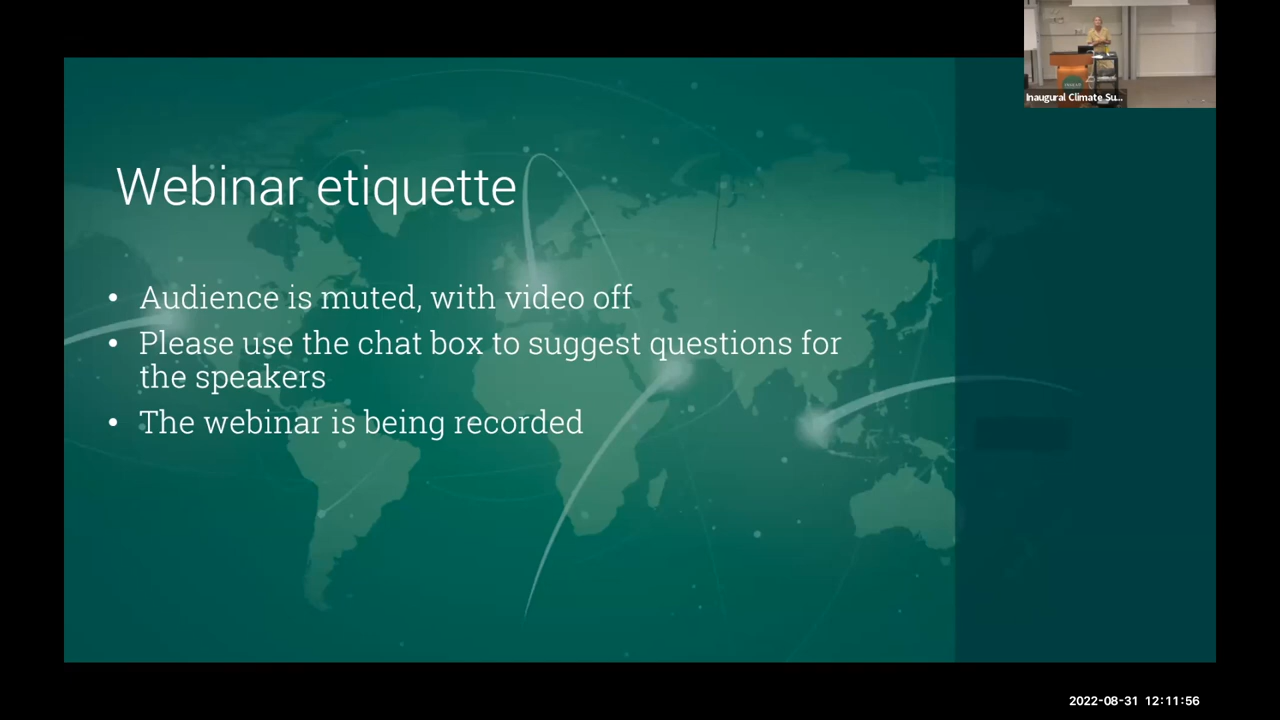 Inaugural Climate Su...
Webinar etiquette
• Audience is muted, with video off
• Please use the chat box to suggest questions for
the speakers
• The webinar is being recorded
2022-08-31 12:11:56